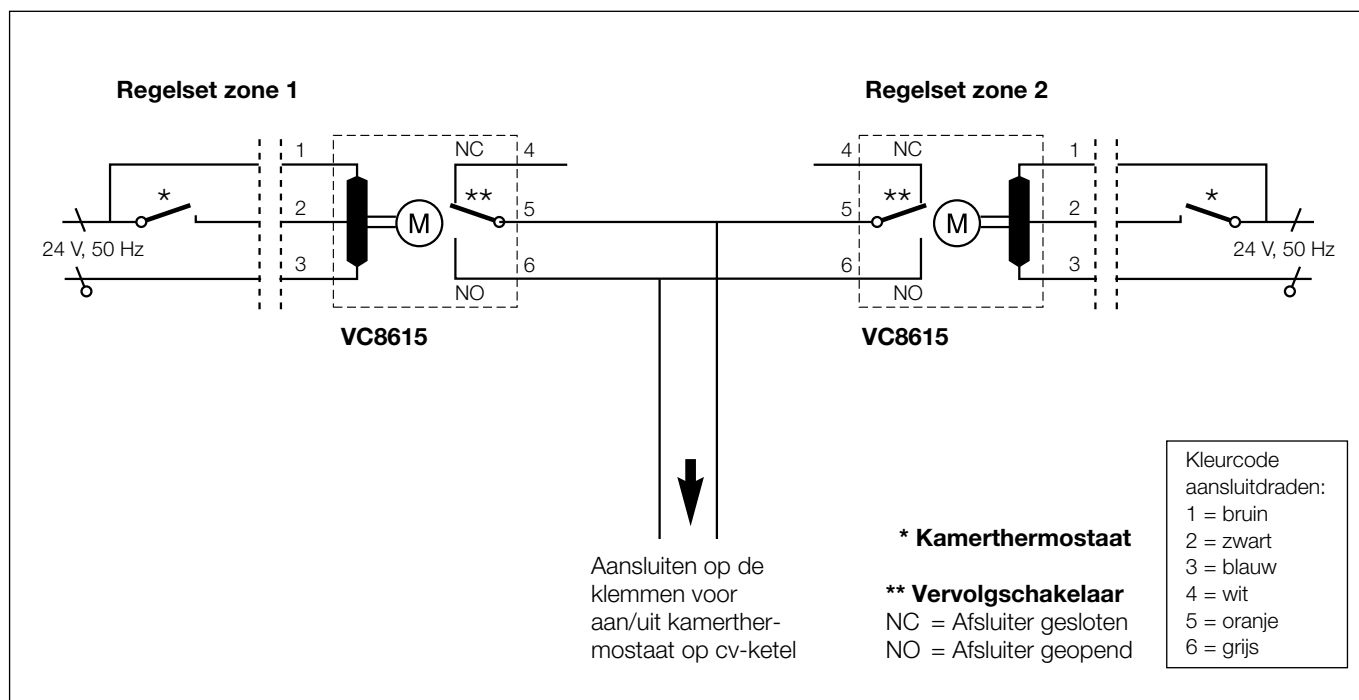 Regelset zone 1
Regelset zone 2
1
NC
4
*
**
2
M
5
24 V, 50 Hz
3
6
NO
VC8615
4
NC
1
**
*
5
M
2
24 V, 50 Hz
6
3
NO
VC8615
Aansluiten op de
klemmen voor
aan/uit kamerther-
mostaat op cv-ketel
* Kamerthermostaat
** Vervolgschakelaar
NC = Afsluiter gesloten
NO = Afsluiter geopend
Kleurcode
aansluitdraden:
1 = bruin
2 = zwart
3 = blauw
4 = wit
5 = oranje
6 = grijs